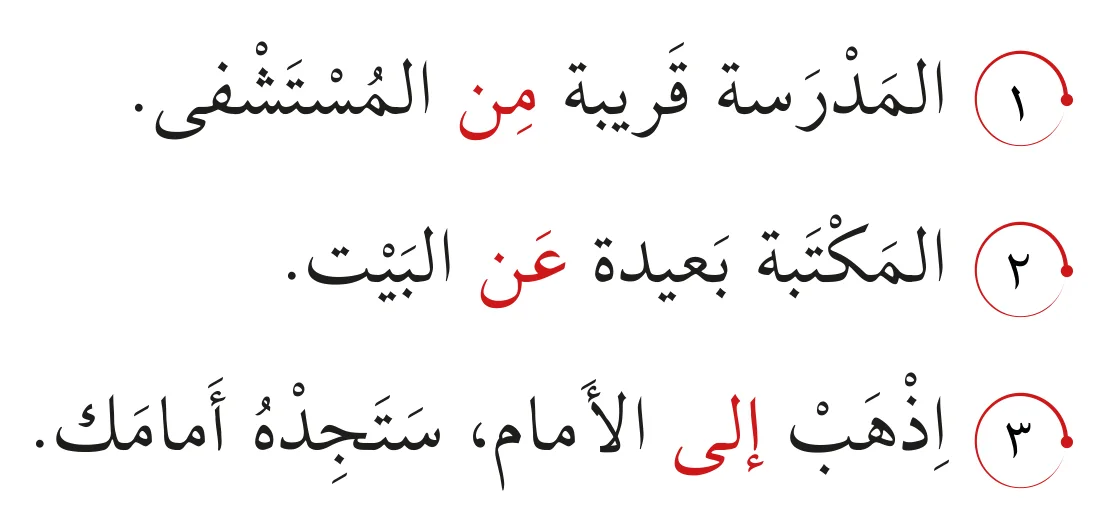 ١ المَدْرَسة قَريبة مِن المُسْتَشْفى.
٢ المَكْتَبة بَعيدة عَن البَيْت.
٣ اِذْهَبْ إلى الأَمام، سَتَجِدْهُ أَمامَك.